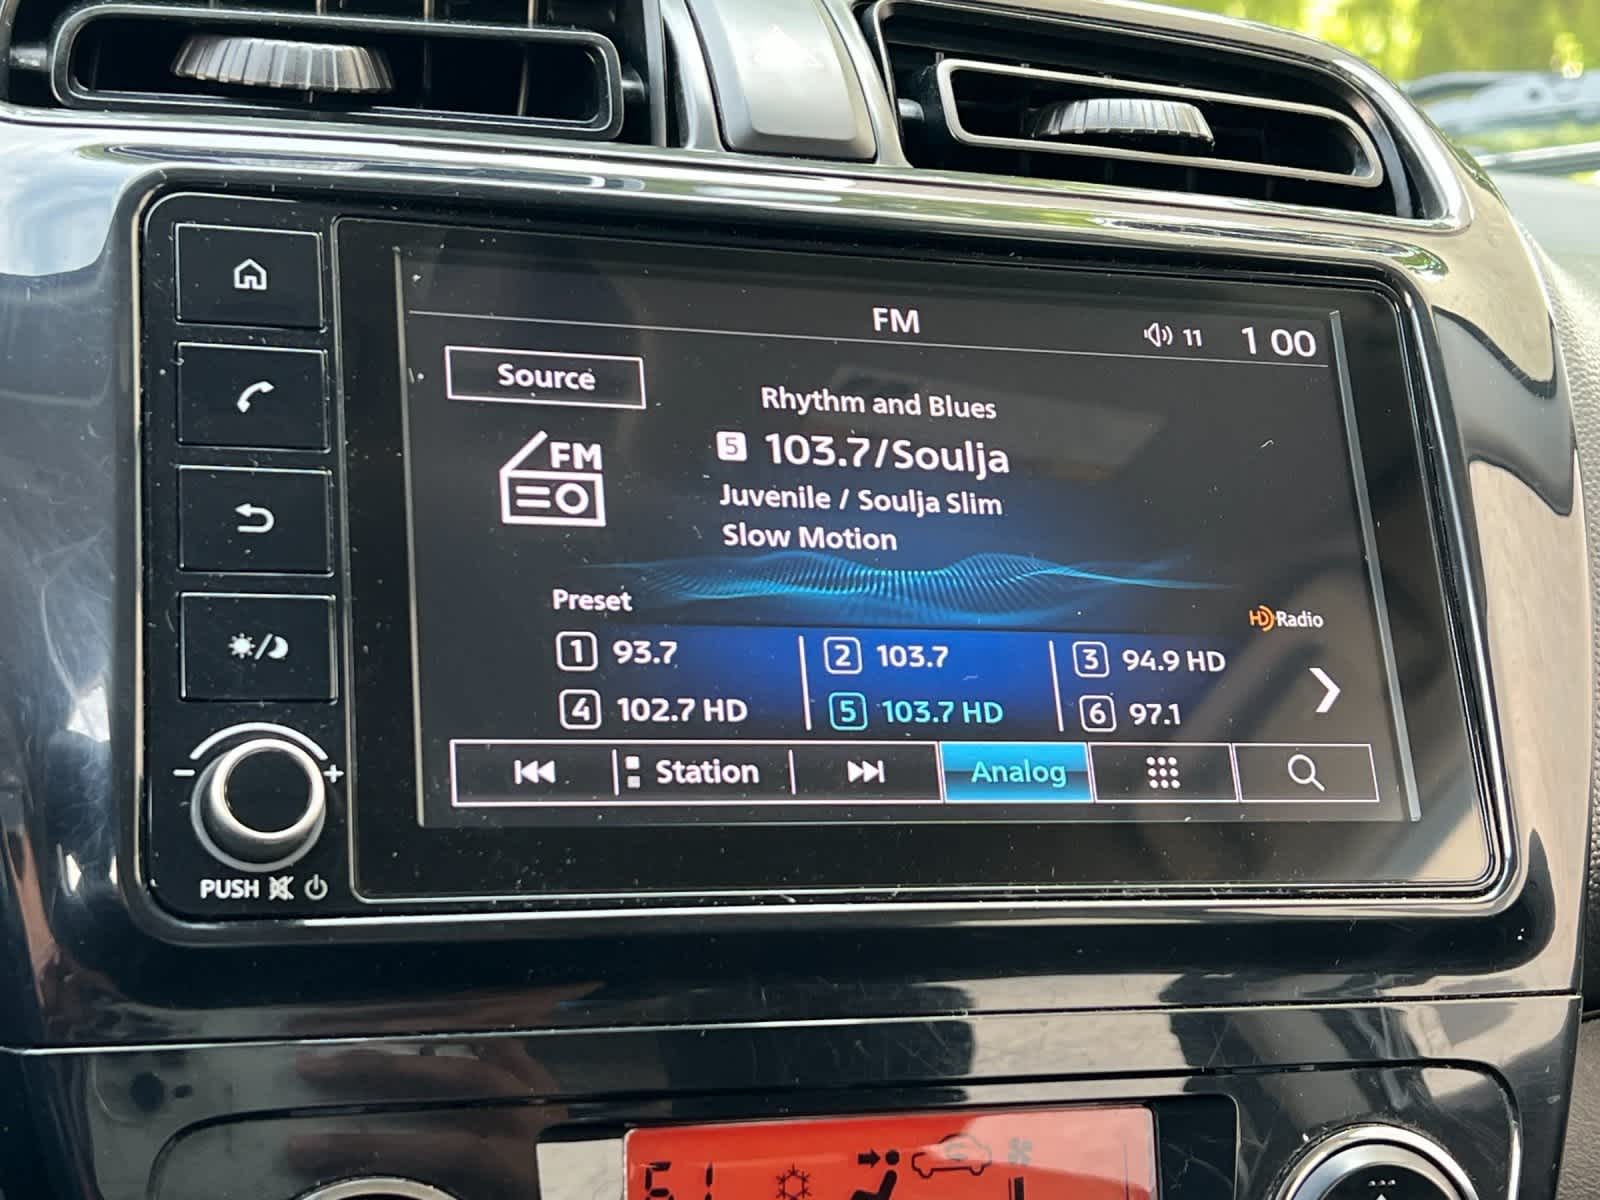 FM
11 1 00
Source
Rhythm and Blues
FM
5 103.7/Soulja
Juvenile / Soulja Slim
Slow Motion
Preset
HD Radio
1 93.7 2 103.7 3 94.9 HD
4 102.7 HD 5 103.7 HD 6 97.1
Station Analog
- +
PUSH
61